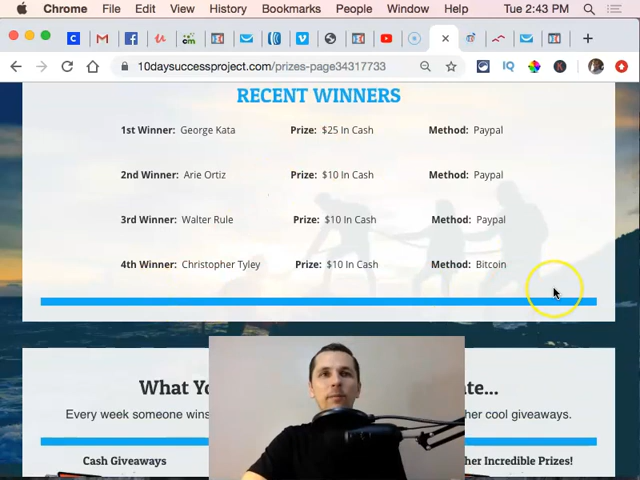 Chrome File Edit View History Bookmarks People Window Help Tue 2:43 PM
10daysuccessproject.com/prizes-page34317733
RECENT WINNERS
1st Winner: George Kata Prize: $25 In Cash Method: Paypal
2nd Winner: Arie Ortiz Prize: $10 In Cash Method: Paypal
3rd Winner: Walter Rule Prize: $10 In Cash Method: Paypal
4th Winner: Christopher Tyley Prize: $10 In Cash Method: Bitcoin
What Yo ate...
Every week someone wins her cool giveaways.
Cash Giveaways her Incredible Prizes!